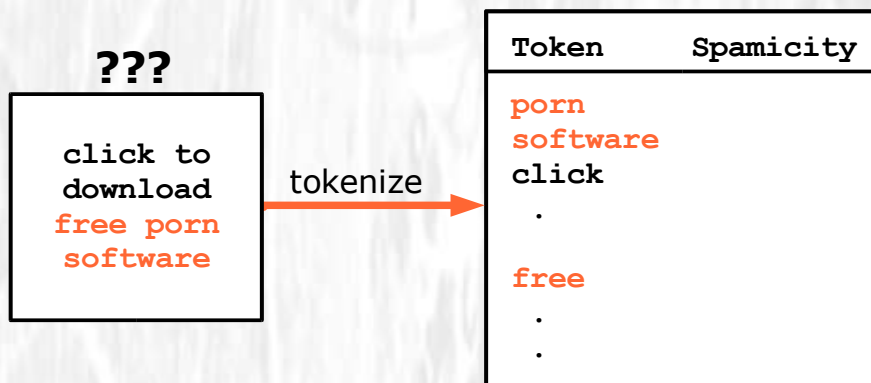 ???
click to
download
free porn
software
tokenize
Token Spamicity
porn
software
click
.
free
.
.